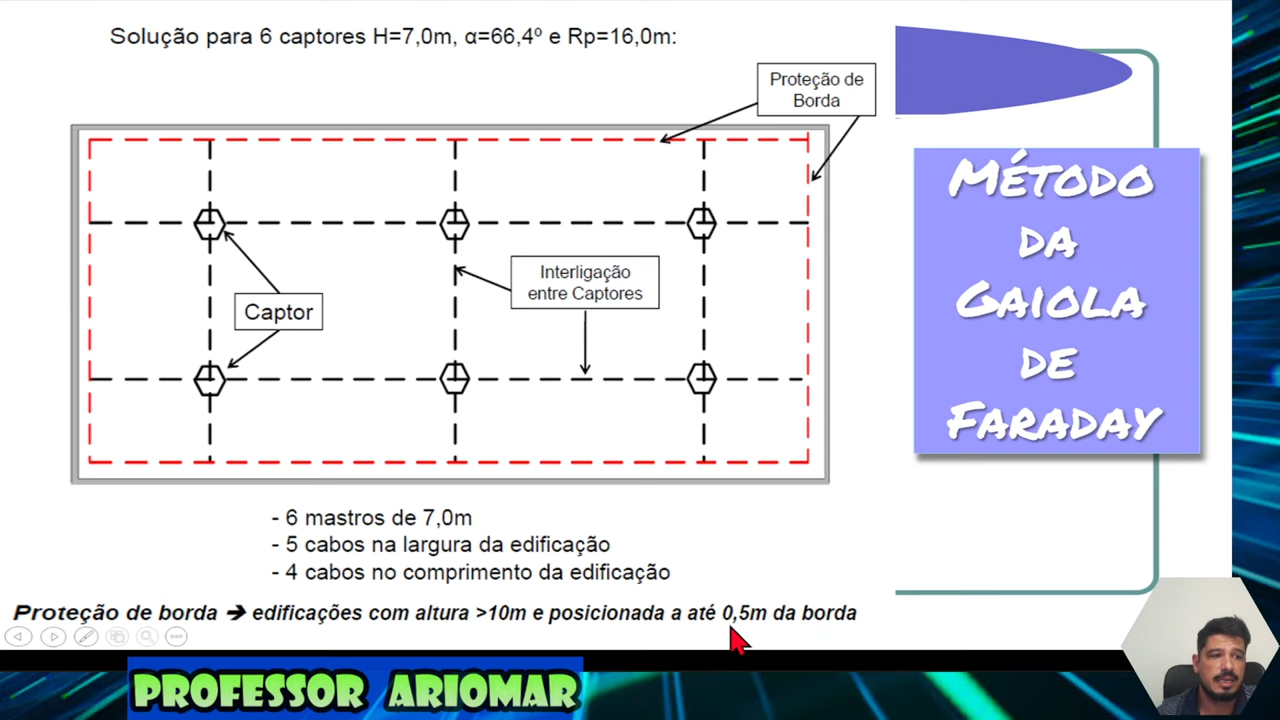 Solução para 6 captores H=7,0m, α=66,4º e Rp=16,0m:
Proteção de
Borda
Método
da
Gaiola
de
Faraday
Interligação
entre Captores
Captor
- 6 mastros de 7,0m
- 5 cabos na largura da edificação
- 4 cabos no comprimento da edificação
Proteção de borda ➔ edificações com altura >10m e posicionada a até 0,5m da borda
Professor Ariomar